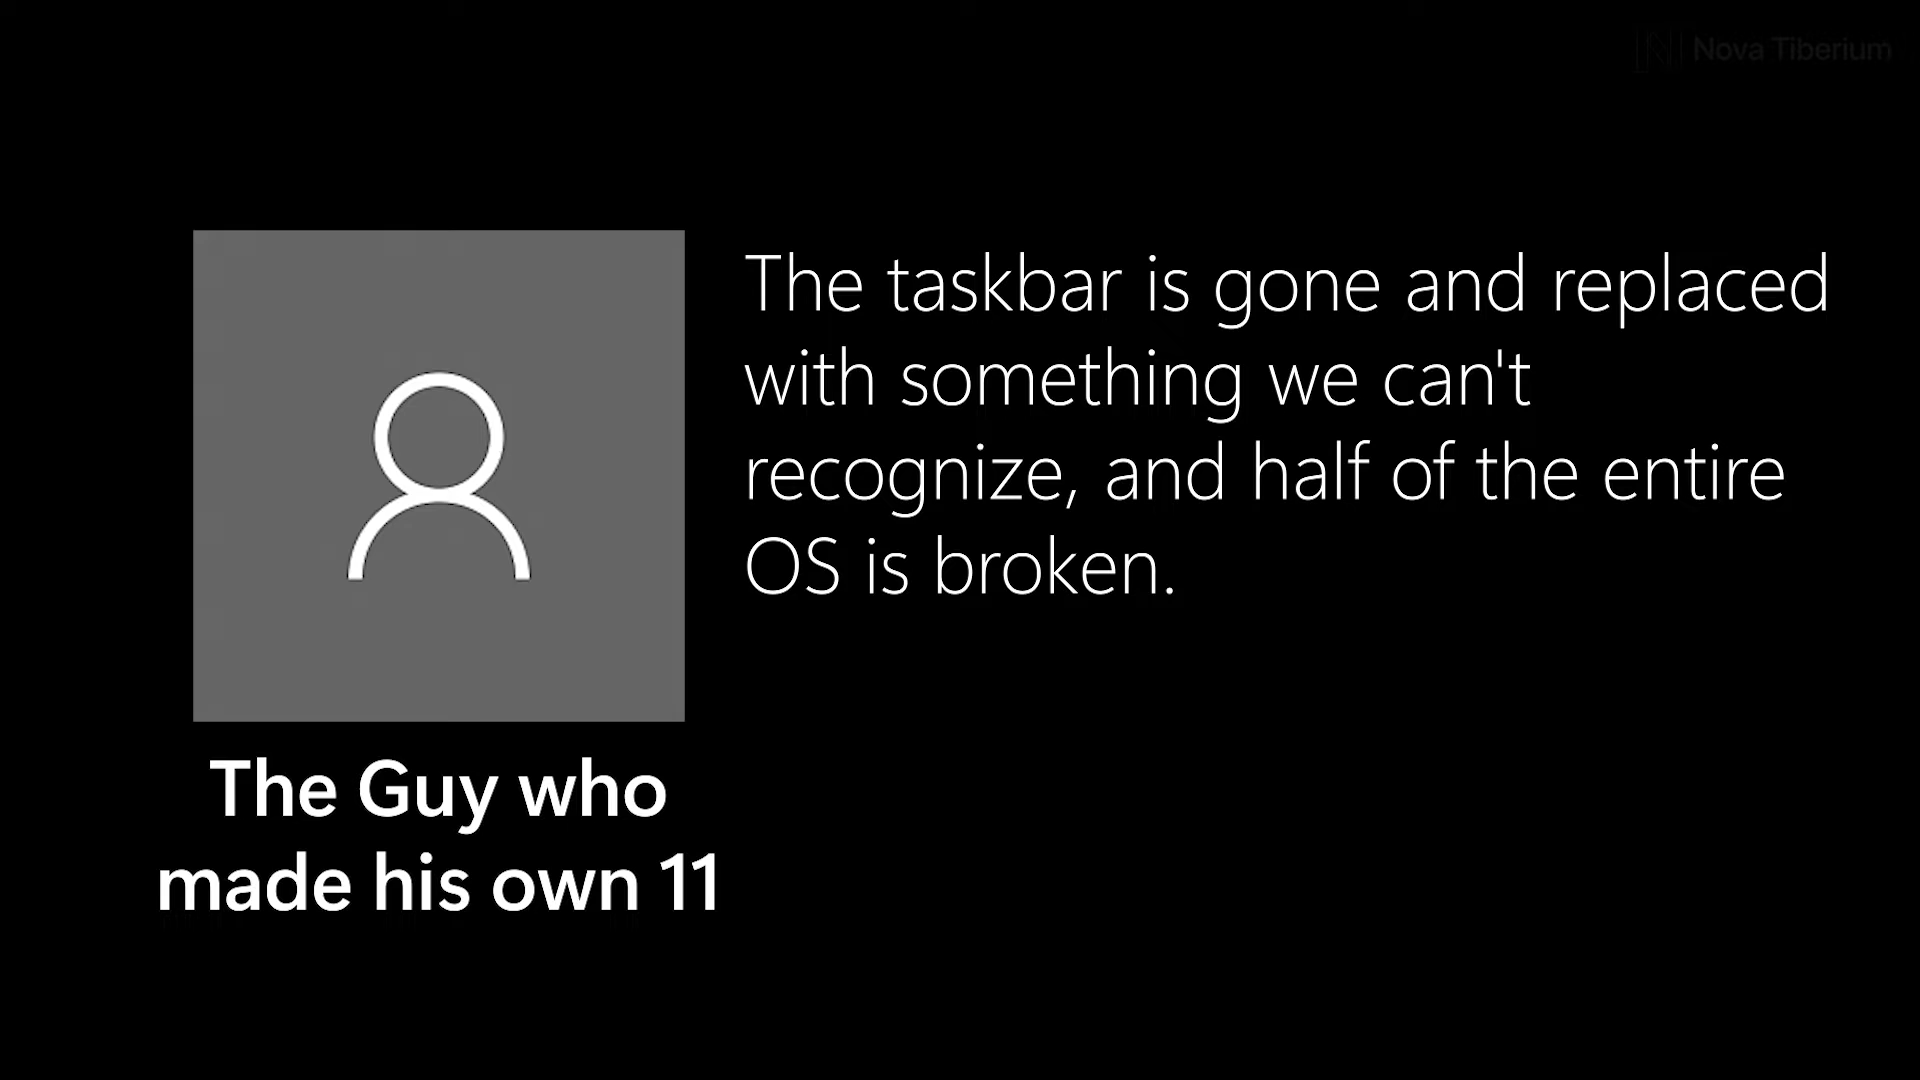 Nova Tiberium
The taskbar is gone and replaced
with something we can't
recognize, and half of the entire
OS is broken.
The Guy who
made his own 11